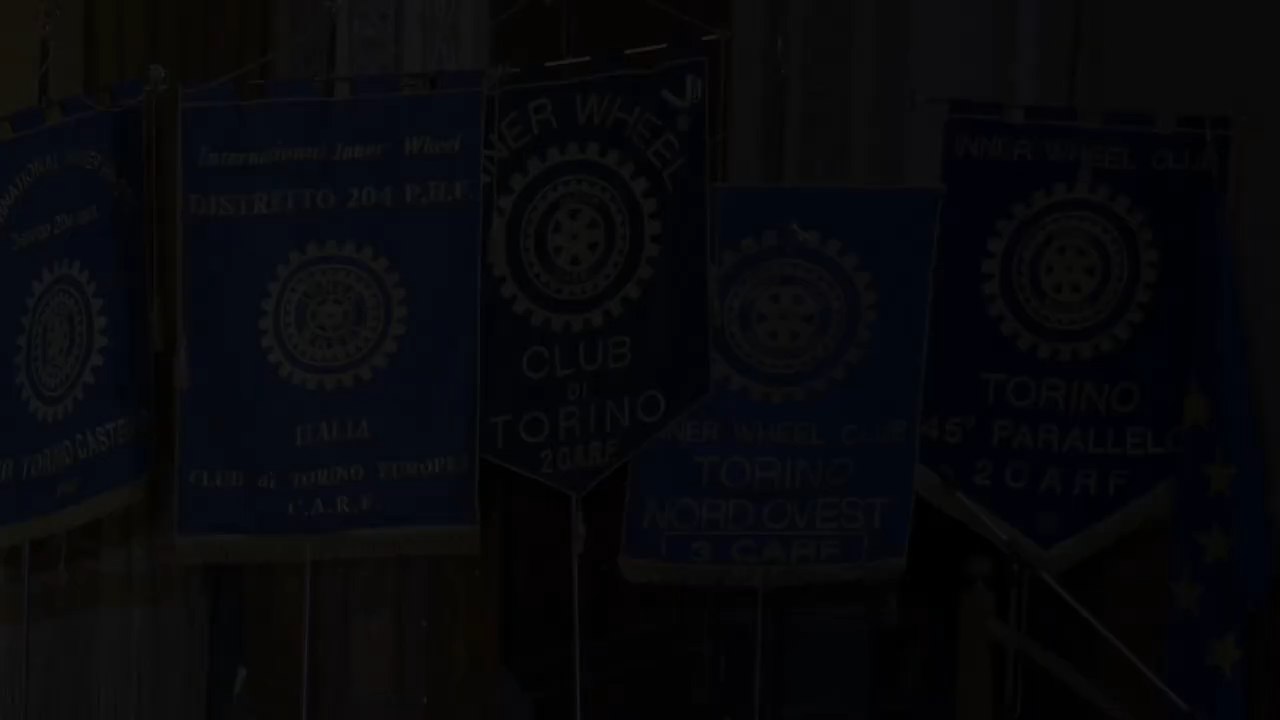 International Inner Wheel
DISTRETTO 204 P.H.F.
ITALIA
CLUB di TORINO EUROPEA
C.A.R.F.
INNER WHEEL
CLUB
DI
TORINO
2 CARF
INNER WHEEL CLUB
TORINO
NORD OVEST
3 CARF
INNER WHEEL CLUB
TORINO
45° PARALLELO
2 CARF